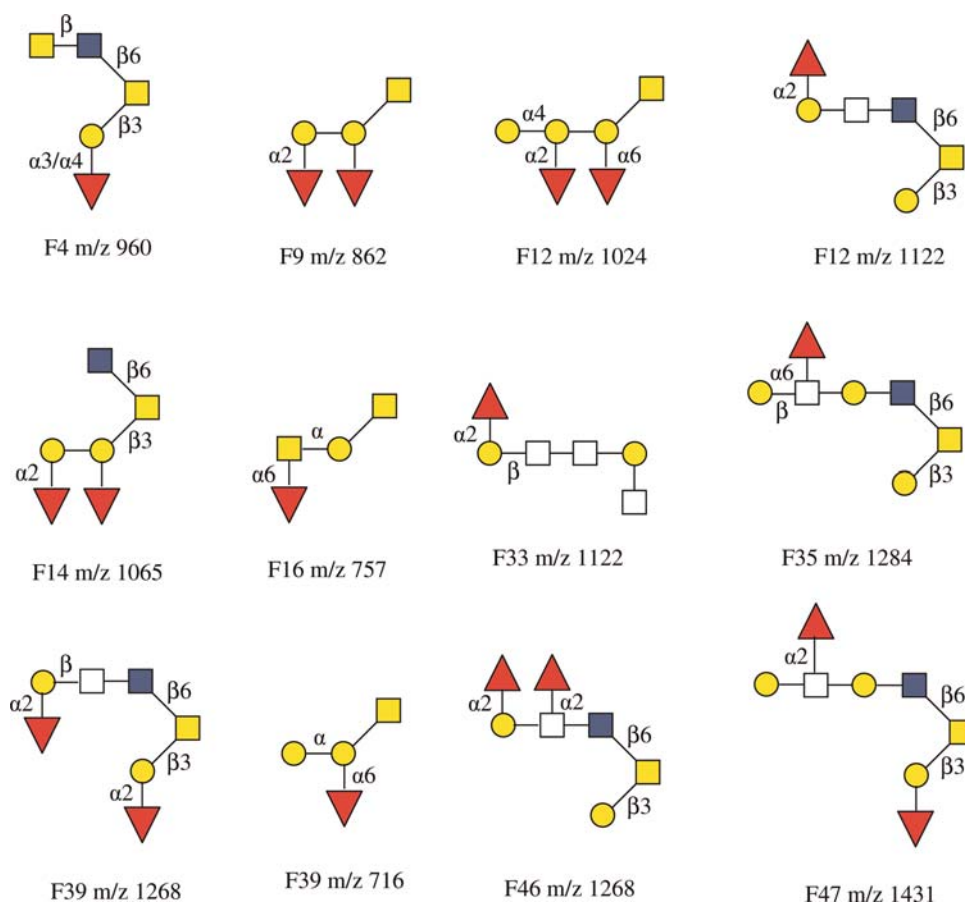 β
β6
β3
α3/α4
F4 m/z 960
α2
F9 m/z 862
α4
α2
α6
F12 m/z 1024
α2
β6
β3
F12 m/z 1122
β6
β3
α2
F14 m/z 1065
α
α6
F16 m/z 757
α2
β
F33 m/z 1122
α6
β
β6
β3
F35 m/z 1284
β
α2
β6
β3
α2
F39 m/z 1268
α
α6
F39 m/z 716
α2
α2
β6
β3
F46 m/z 1268
α2
β6
β3
F47 m/z 1431